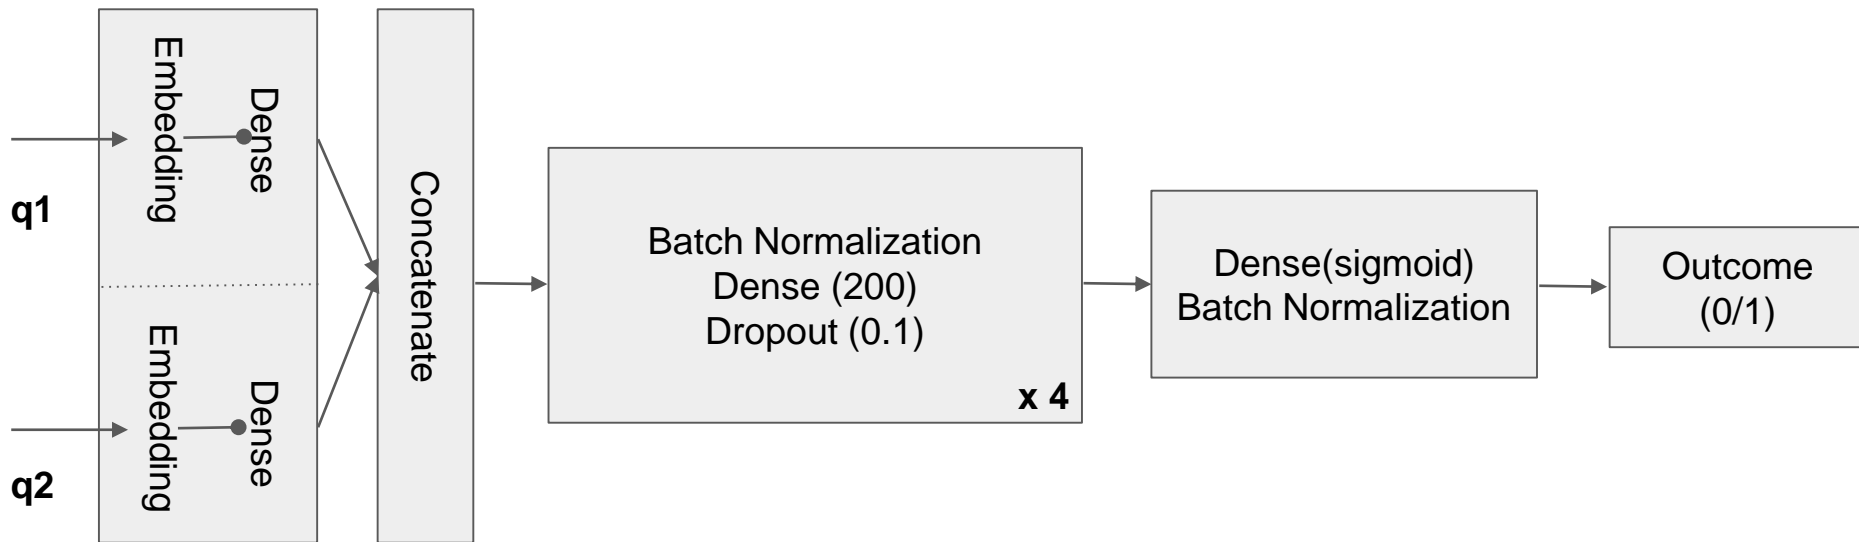 q1
Embedding
Dense
q2
Embedding
Dense
Concatenate
Batch Normalization
Dense (200)
Dropout (0.1)
x 4
Dense(sigmoid)
Batch Normalization
Outcome
(0/1)